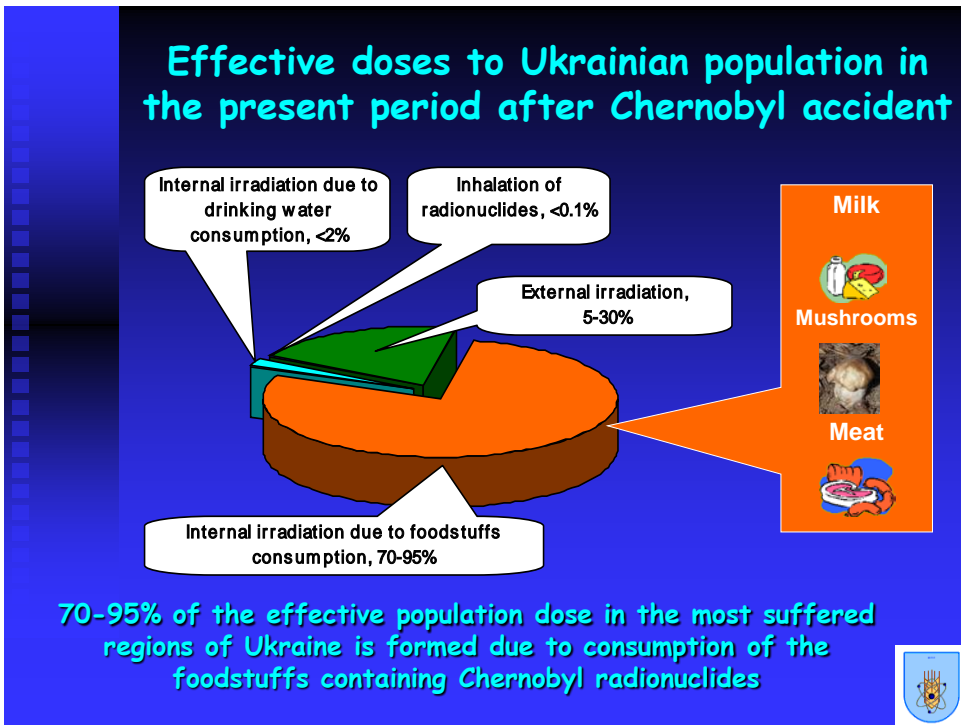 Effective doses to Ukrainian population in
the present period after Chernobyl accident
Internal irradiation due to
drinking water
consumption, <2%
Inhalation of
radionuclides, <0.1%
External irradiation,
5-30%
Milk
Mushrooms
Meat
Internal irradiation due to foodstuffs
consumption, 70-95%
70-95% of the effective population dose in the most suffered
regions of Ukraine is formed due to consumption of the
foodstuffs containing Chernobyl radionuclides